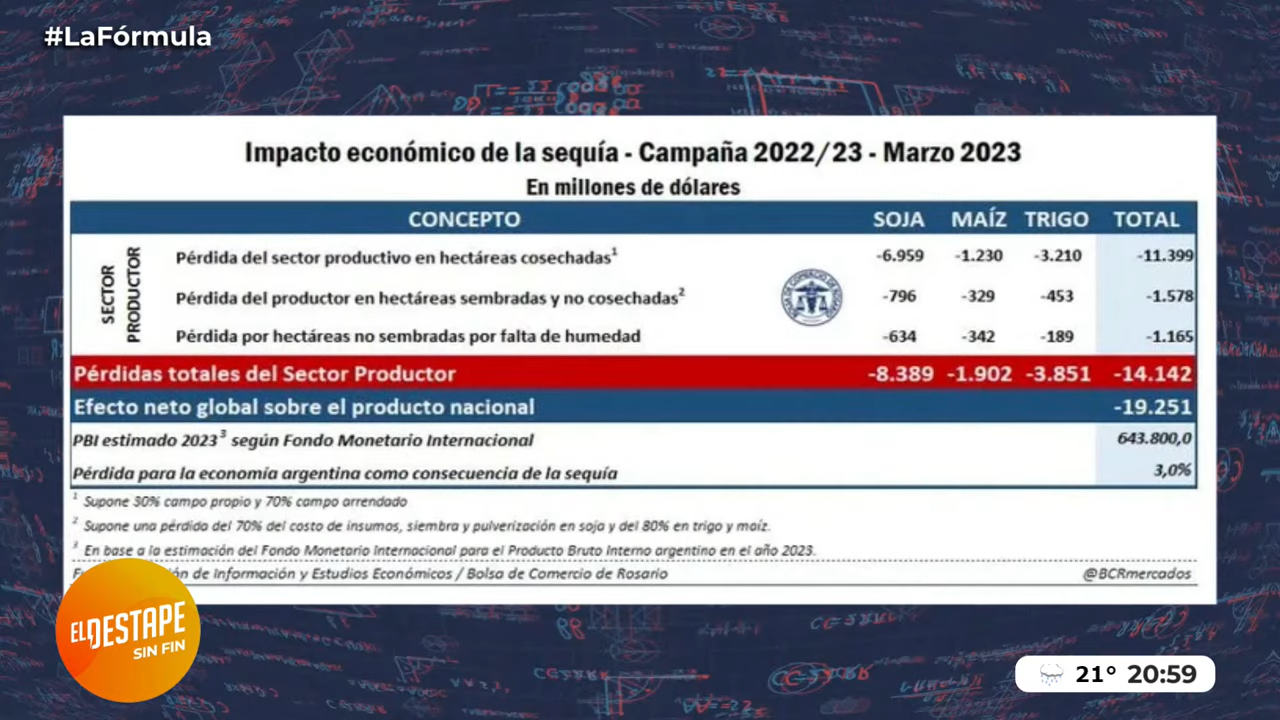 #LaFórmula
Impacto económico de la sequía - Campaña 2022/23 - Marzo 2023
En millones de dólares
CONCEPTO SOJA MAÍZ TRIGO TOTAL
SECTOR PRODUCTOR
Pérdida del sector productivo en hectáreas cosechadas¹ -6.959 -1.230 -3.210 -11.399
Pérdida del productor en hectáreas sembradas y no cosechadas² -796 -329 -453 -1.578
Pérdida por hectáreas no sembradas por falta de humedad -634 -342 -189 -1.165
Pérdidas totales del Sector Productor -8.389 -1.902 -3.851 -14.142
Efecto neto global sobre el producto nacional -19.251
PBI estimado 2023³ según Fondo Monetario Internacional 643.800,0
Pérdida para la economía argentina como consecuencia de la sequía 3,0%
¹ Supone 30% campo propio y 70% campo arrendado
² Supone una pérdida del 70% del costo de insumos, siembra y pulverización en soja y del 80% en trigo y maíz.
³ En base a la estimación del Fondo Monetario Internacional para el Producto Bruto Interno argentino en el año 2023.
de Información y Estudios Económicos / Bolsa de Comercio de Rosario @BCRmercados
EL DESTAPE
SIN FIN
21° 20:59